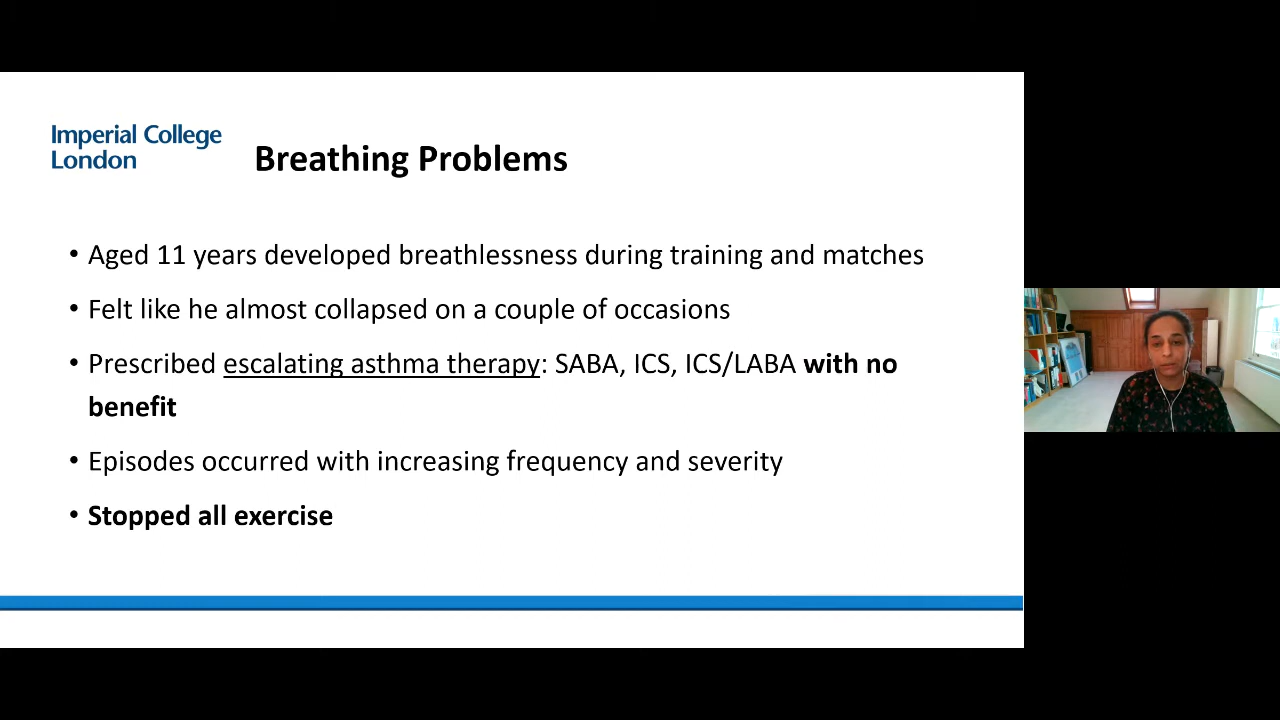 Imperial College
London
Breathing Problems
• Aged 11 years developed breathlessness during training and matches
• Felt like he almost collapsed on a couple of occasions
• Prescribed escalating asthma therapy: SABA, ICS, ICS/LABA with no
benefit
• Episodes occurred with increasing frequency and severity
• Stopped all exercise